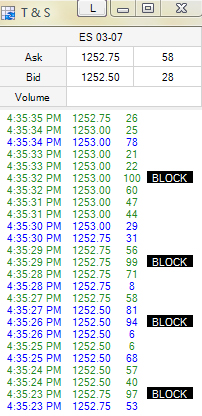 T & S L
ES 03-07
Ask 1252.75 58
Bid 1252.50 28
Volume
4:35:35 PM 1252.75 26
4:35:34 PM 1253.00 25
4:35:34 PM 1253.00 78
4:35:33 PM 1253.00 21
4:35:33 PM 1253.00 22
4:35:32 PM 1253.00 100 BLOCK
4:35:32 PM 1253.00 60
4:35:31 PM 1253.00 47
4:35:31 PM 1253.00 44
4:35:30 PM 1253.00 29
4:35:30 PM 1252.75 31
4:35:29 PM 1252.75 56
4:35:29 PM 1252.75 99 BLOCK
4:35:28 PM 1252.75 71
4:35:28 PM 1252.75 8
4:35:27 PM 1252.75 58
4:35:27 PM 1252.50 81
4:35:26 PM 1252.50 94 BLOCK
4:35:26 PM 1252.50 6
4:35:25 PM 1252.50 6
4:35:25 PM 1252.50 68
4:35:24 PM 1252.50 57
4:35:24 PM 1252.50 40
4:35:23 PM 1252.75 97 BLOCK
4:35:23 PM 1252.75 53